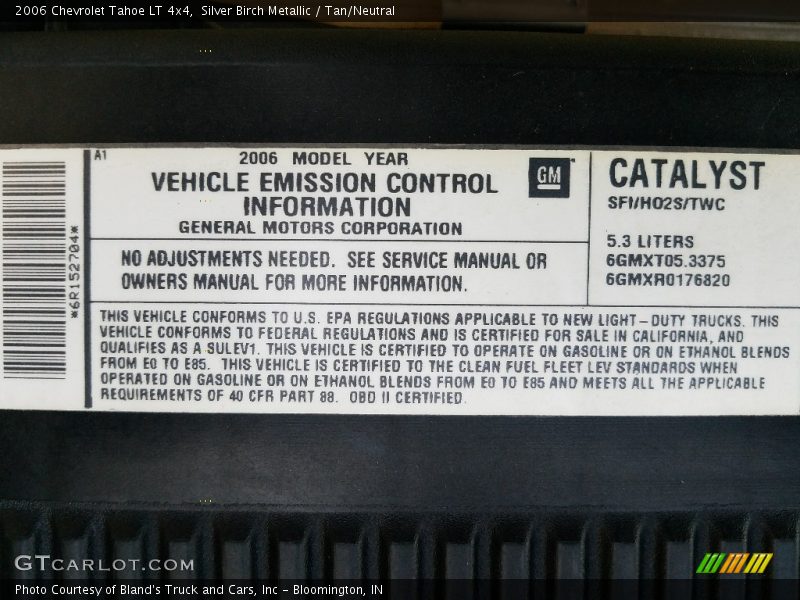 2006 Chevrolet Tahoe LT 4x4, Silver Birch Metallic / Tan/Neutral
*6R152704*
A1
2006 MODEL YEAR
VEHICLE EMISSION CONTROL
INFORMATION
GENERAL MOTORS CORPORATION
GM
NO ADJUSTMENTS NEEDED. SEE SERVICE MANUAL OR
OWNERS MANUAL FOR MORE INFORMATION.
CATALYST
SFI/HO2S/TWC
5.3 LITERS
6GMXT05.3375
6GMXR0176820
THIS VEHICLE CONFORMS TO U.S. EPA REGULATIONS APPLICABLE TO NEW LIGHT-DUTY TRUCKS. THIS
VEHICLE CONFORMS TO FEDERAL REGULATIONS AND IS CERTIFIED FOR SALE IN CALIFORNIA, AND
QUALIFIES AS A SULEV1. THIS VEHICLE IS CERTIFIED TO OPERATE ON GASOLINE OR ON ETHANOL BLENDS
FROM E0 TO E85. THIS VEHICLE IS CERTIFIED TO THE CLEAN FUEL FLEET LEV STANDARDS WHEN
OPERATED ON GASOLINE OR ON ETHANOL BLENDS FROM E0 TO E85 AND MEETS ALL THE APPLICABLE
REQUIREMENTS OF 40 CFR PART 88. OBD II CERTIFIED.
GTCARLOT.COM
Photo Courtesy of Bland's Truck and Cars, Inc - Bloomington, IN